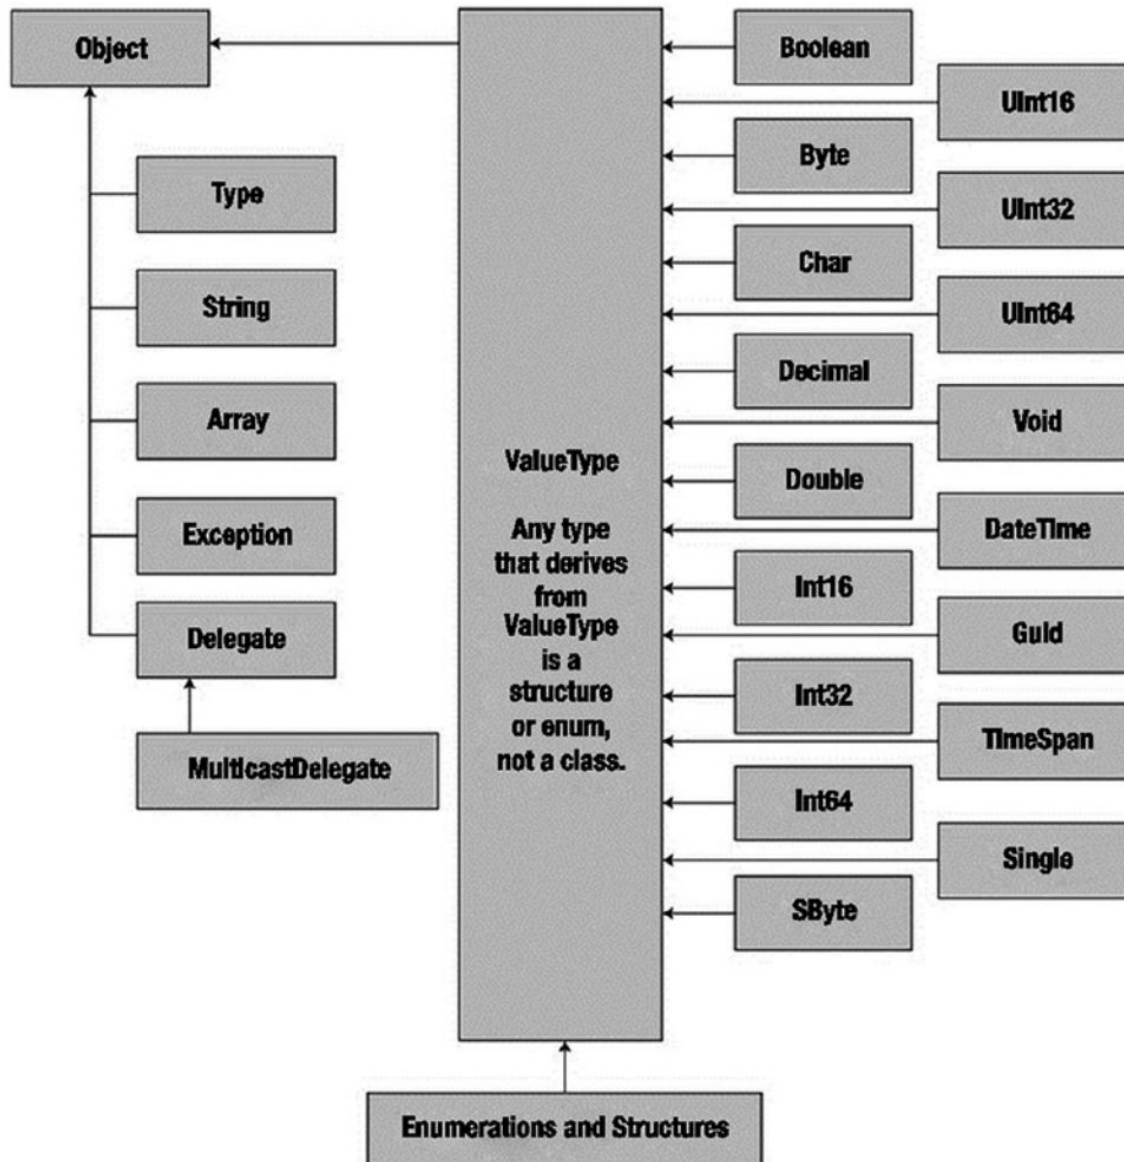 Object
Type
String
Array
Exception
Delegate
MulticastDelegate
ValueType
Any type
that derives
from
ValueType
is a
structure
or enum,
not a class.
Boolean
UInt16
Byte
UInt32
Char
UInt64
Decimal
Void
Double
DateTime
Int16
Guid
Int32
TimeSpan
Int64
Single
SByte
Enumerations and Structures